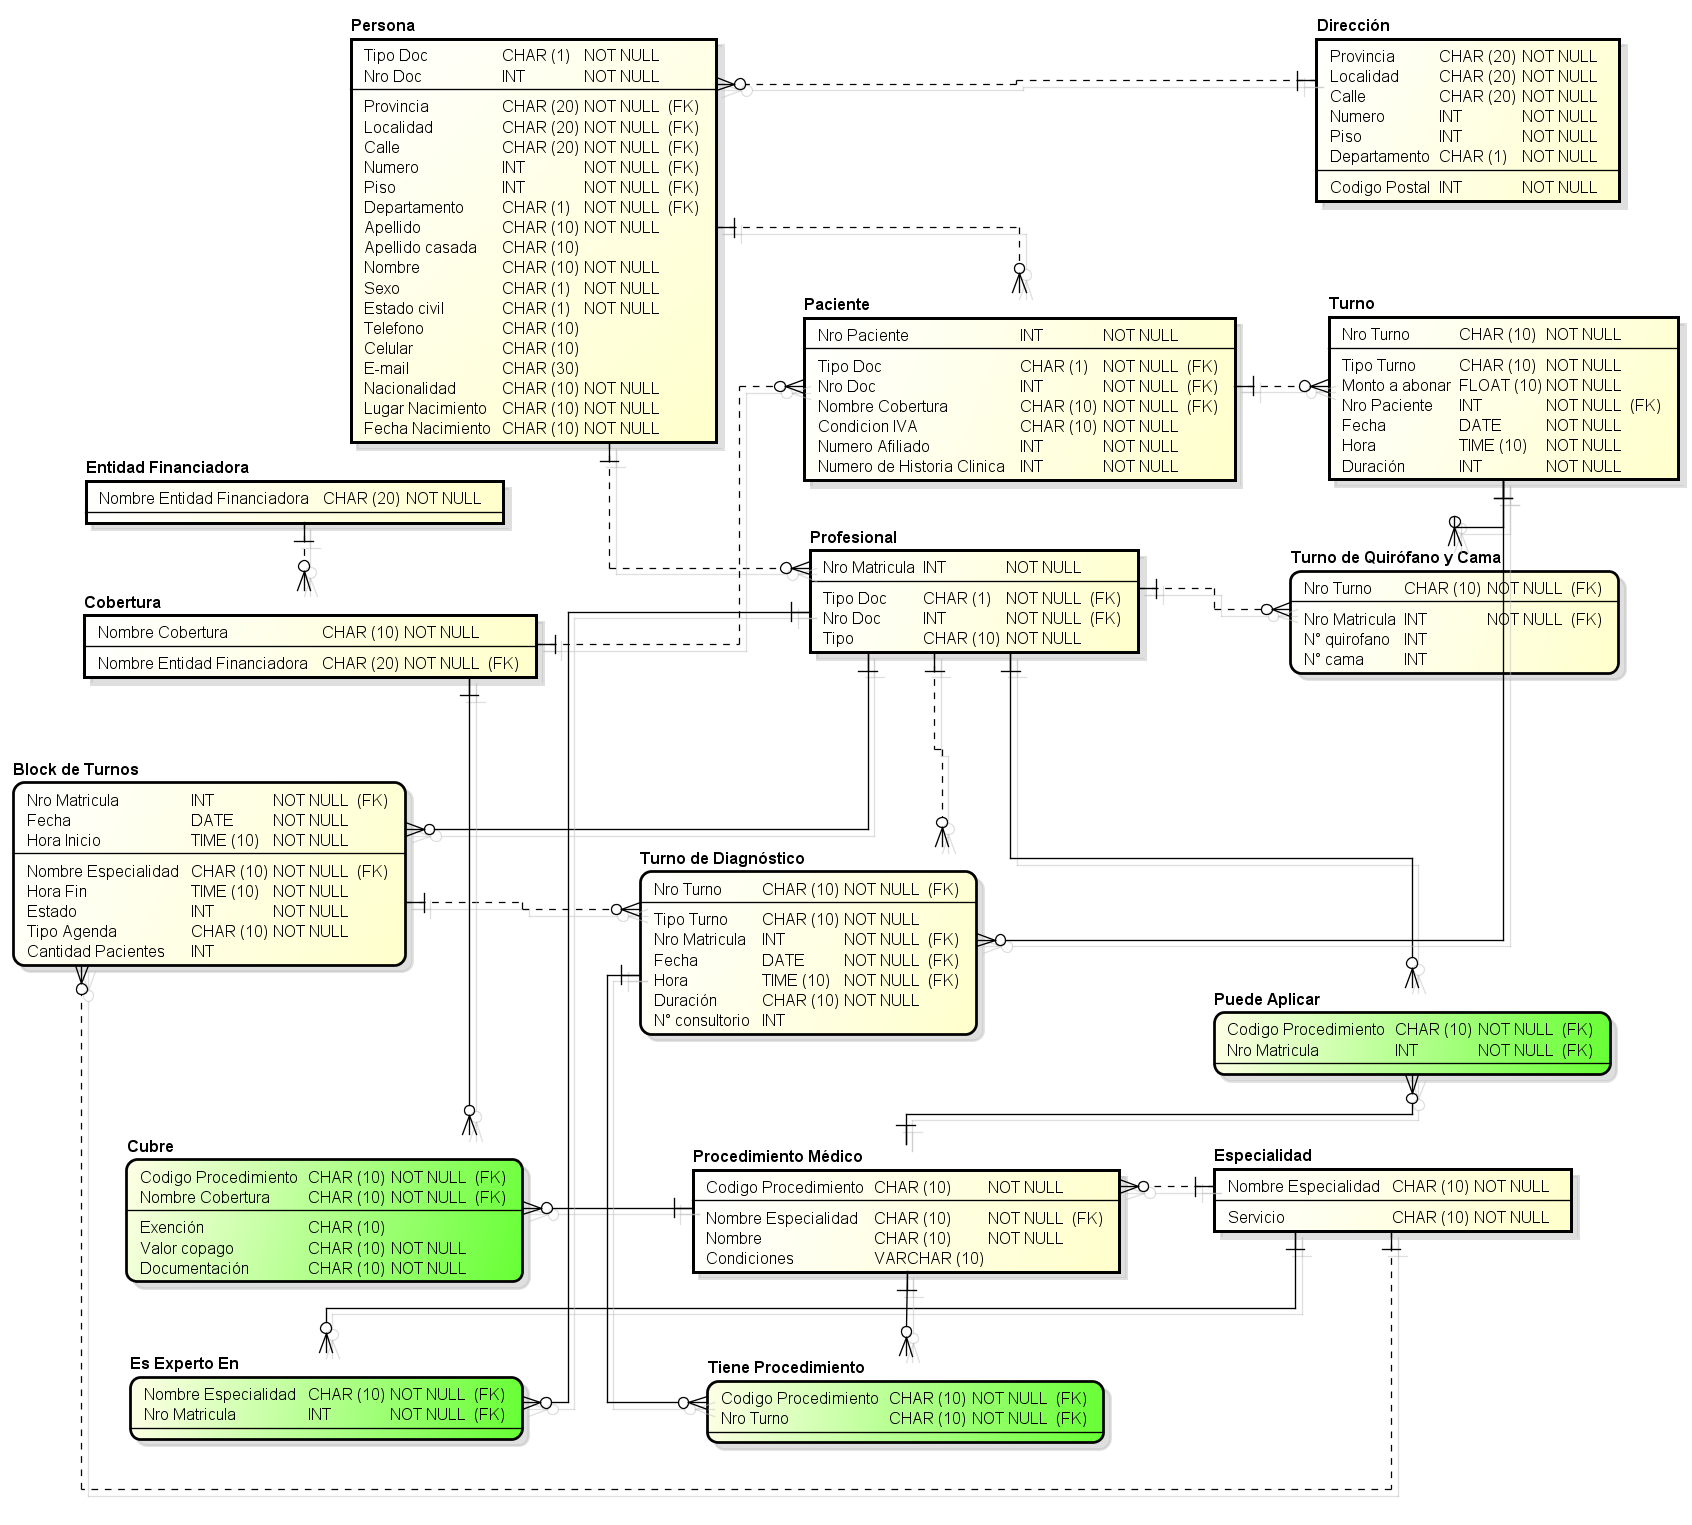 Persona
Tipo Doc CHAR (1) NOT NULL
Nro Doc INT NOT NULL
Provincia CHAR (20) NOT NULL (FK)
Localidad CHAR (20) NOT NULL (FK)
Calle CHAR (20) NOT NULL (FK)
Numero INT NOT NULL (FK)
Piso INT NOT NULL (FK)
Departamento CHAR (1) NOT NULL (FK)
Apellido CHAR (10) NOT NULL
Apellido casada CHAR (10)
Nombre CHAR (10) NOT NULL
Sexo CHAR (1) NOT NULL
Estado civil CHAR (1) NOT NULL
Telefono CHAR (10)
Celular CHAR (10)
E-mail CHAR (30)
Nacionalidad CHAR (10) NOT NULL
Lugar Nacimiento CHAR (10) NOT NULL
Fecha Nacimiento CHAR (10) NOT NULL
Dirección
Provincia CHAR (20) NOT NULL
Localidad CHAR (20) NOT NULL
Calle CHAR (20) NOT NULL
Numero INT NOT NULL
Piso INT NOT NULL
Departamento CHAR (1) NOT NULL
Codigo Postal INT NOT NULL
Paciente
Nro Paciente INT NOT NULL
Tipo Doc CHAR (1) NOT NULL (FK)
Nro Doc INT NOT NULL (FK)
Nombre Cobertura CHAR (10) NOT NULL (FK)
Condicion IVA CHAR (10) NOT NULL
Numero Afiliado INT NOT NULL
Numero de Historia Clinica INT NOT NULL
Turno
Nro Turno CHAR (10) NOT NULL
Tipo Turno CHAR (10) NOT NULL
Monto a abonar FLOAT (10) NOT NULL
Nro Paciente INT NOT NULL (FK)
Fecha DATE NOT NULL
Hora TIME (10) NOT NULL
Duración INT NOT NULL
Entidad Financiadora
Nombre Entidad Financiadora CHAR (20) NOT NULL
Cobertura
Nombre Cobertura CHAR (10) NOT NULL
Nombre Entidad Financiadora CHAR (20) NOT NULL (FK)
Profesional
Nro Matricula INT NOT NULL
Tipo Doc CHAR (1) NOT NULL (FK)
Nro Doc INT NOT NULL (FK)
Tipo CHAR (10) NOT NULL
Turno de Quirófano y Cama
Nro Turno CHAR (10) NOT NULL (FK)
Nro Matricula INT NOT NULL (FK)
N° quirofano INT
N° cama INT
Block de Turnos
Nro Matricula INT NOT NULL (FK)
Fecha DATE NOT NULL
Hora Inicio TIME (10) NOT NULL
Nombre Especialidad CHAR (10) NOT NULL (FK)
Hora Fin TIME (10) NOT NULL
Estado INT NOT NULL
Tipo Agenda CHAR (10) NOT NULL
Cantidad Pacientes INT
Turno de Diagnóstico
Nro Turno CHAR (10) NOT NULL (FK)
Tipo Turno CHAR (10) NOT NULL
Nro Matricula INT NOT NULL (FK)
Fecha DATE NOT NULL (FK)
Hora TIME (10) NOT NULL (FK)
Duración CHAR (10) NOT NULL
N° consultorio INT
Puede Aplicar
Codigo Procedimiento CHAR (10) NOT NULL (FK)
Nro Matricula INT NOT NULL (FK)
Cubre
Codigo Procedimiento CHAR (10) NOT NULL (FK)
Nombre Cobertura CHAR (10) NOT NULL (FK)
Exención CHAR (10)
Valor copago CHAR (10) NOT NULL
Documentación CHAR (10) NOT NULL
Procedimiento Médico
Codigo Procedimiento CHAR (10) NOT NULL
Nombre Especialidad CHAR (10) NOT NULL (FK)
Nombre CHAR (10) NOT NULL
Condiciones VARCHAR (10)
Especialidad
Nombre Especialidad CHAR (10) NOT NULL
Servicio CHAR (10) NOT NULL
Es Experto En
Nombre Especialidad CHAR (10) NOT NULL (FK)
Nro Matricula INT NOT NULL (FK)
Tiene Procedimiento
Codigo Procedimiento CHAR (10) NOT NULL (FK)
Nro Turno CHAR (10) NOT NULL (FK)